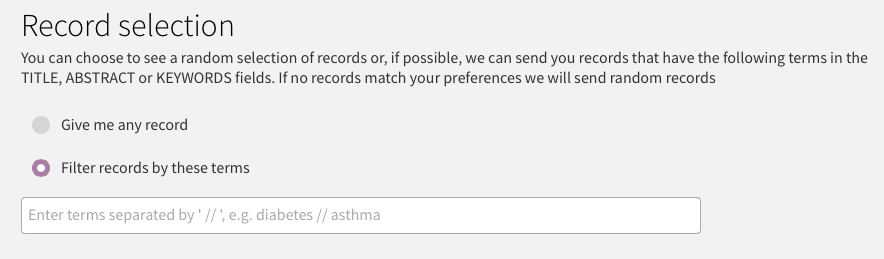 Record selection
You can choose to see a random selection of records or, if possible, we can send you records that have the following terms in the
TITLE, ABSTRACT or KEYWORDS fields. If no records match your preferences we will send random records
Give me any record
Filter records by these terms
Enter terms separated by ' // ', e.g. diabetes // asthma